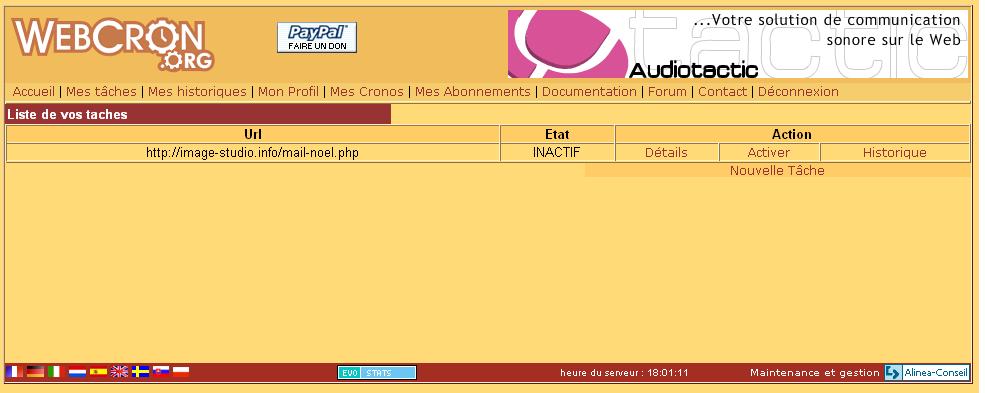 WEBCRON.ORG
PayPal
FAIRE UN DON
tactic
...Votre solution de communication
sonore sur le Web
Audiotactic
Accueil | Mes tâches | Mes historiques | Mon Profil | Mes Cronos | Mes Abonnements | Documentation | Forum | Contact | Déconnexion
Liste de vos taches
Url Etat Action
http://image-studio.info/mail-noel.php INACTIF Détails Activer Historique
Nouvelle Tâche
EVO STATS heure du serveur : 18:01:11 Maintenance et gestion Alinea-Conseil